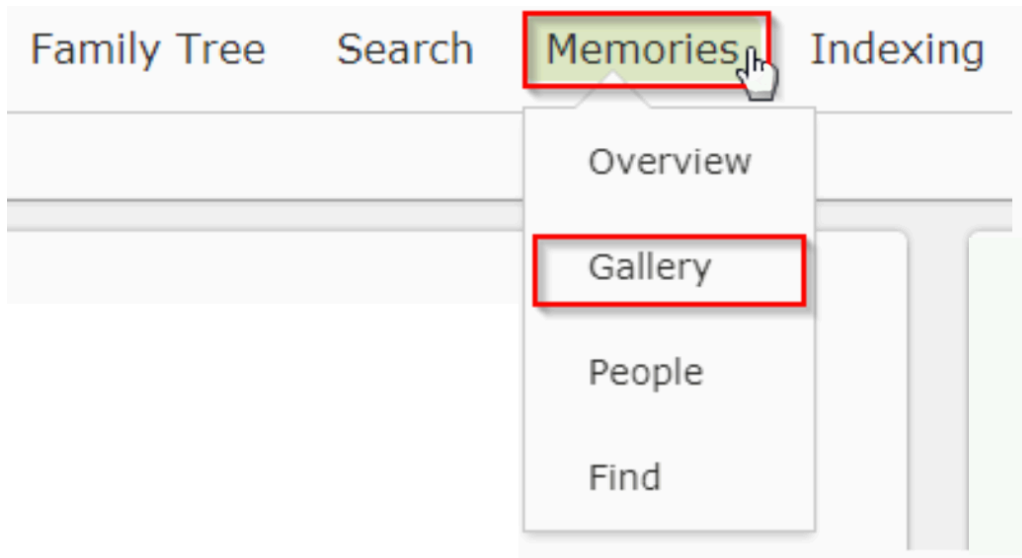 Family Tree Search Memories Indexing
Overview
Gallery
People
Find